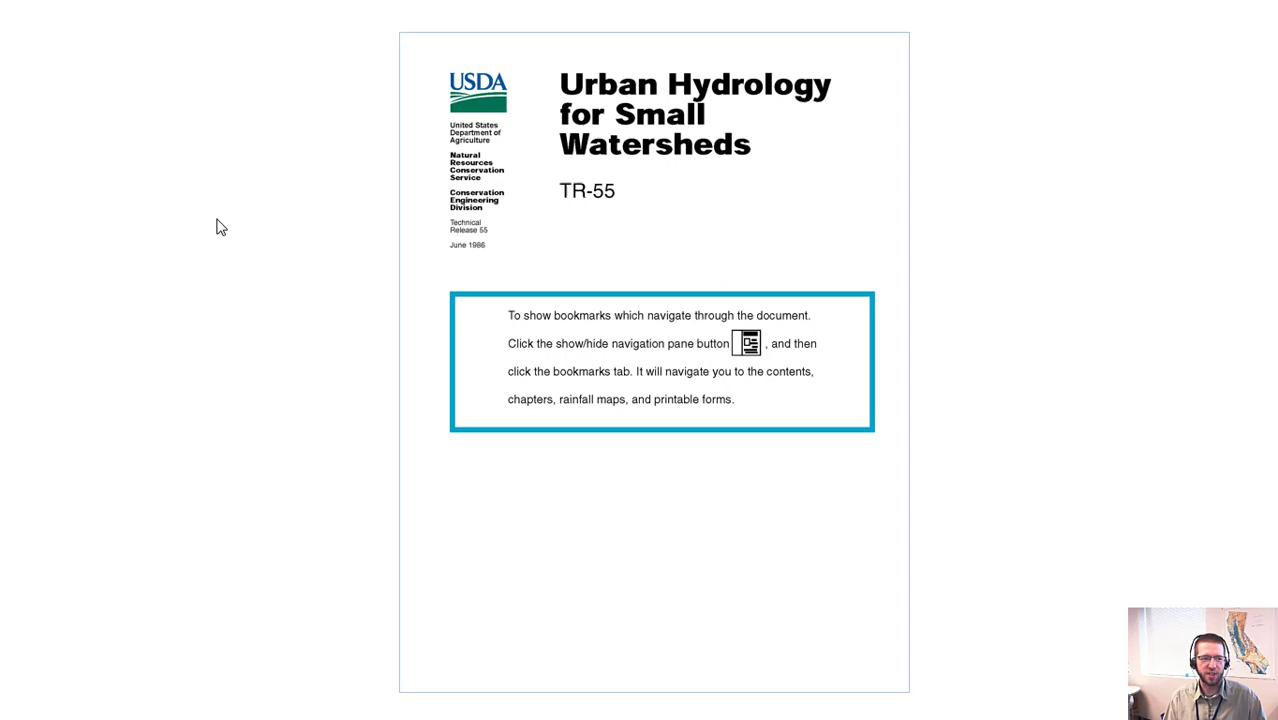 USDA
United States
Department of
Agriculture
Natural
Resources
Conservation
Service
Conservation
Engineering
Division
Technical
Release 55
June 1986
Urban Hydrology
for Small
Watersheds
TR-55
To show bookmarks which navigate through the document.
Click the show/hide navigation pane button , and then
click the bookmarks tab. It will navigate you to the contents,
chapters, rainfall maps, and printable forms.